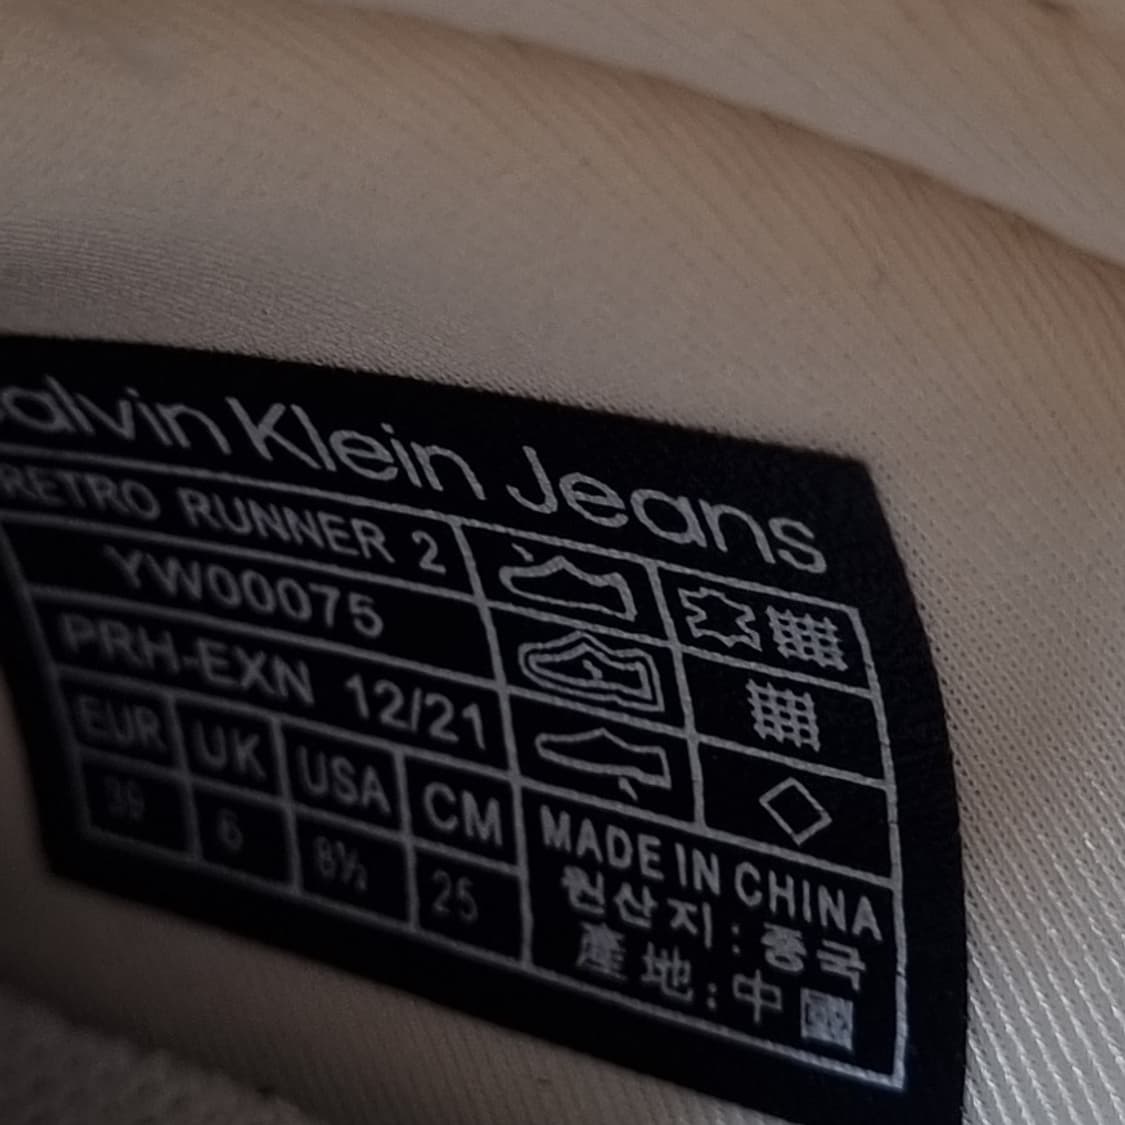 Calvin Klein Jeans
RETRO RUNNER 2
YW00075
PRH-EXN 12/21
EUR UK USA CM
39 6 8½ 25
MADE IN CHINA
원산지 : 중국
產地 : 中國